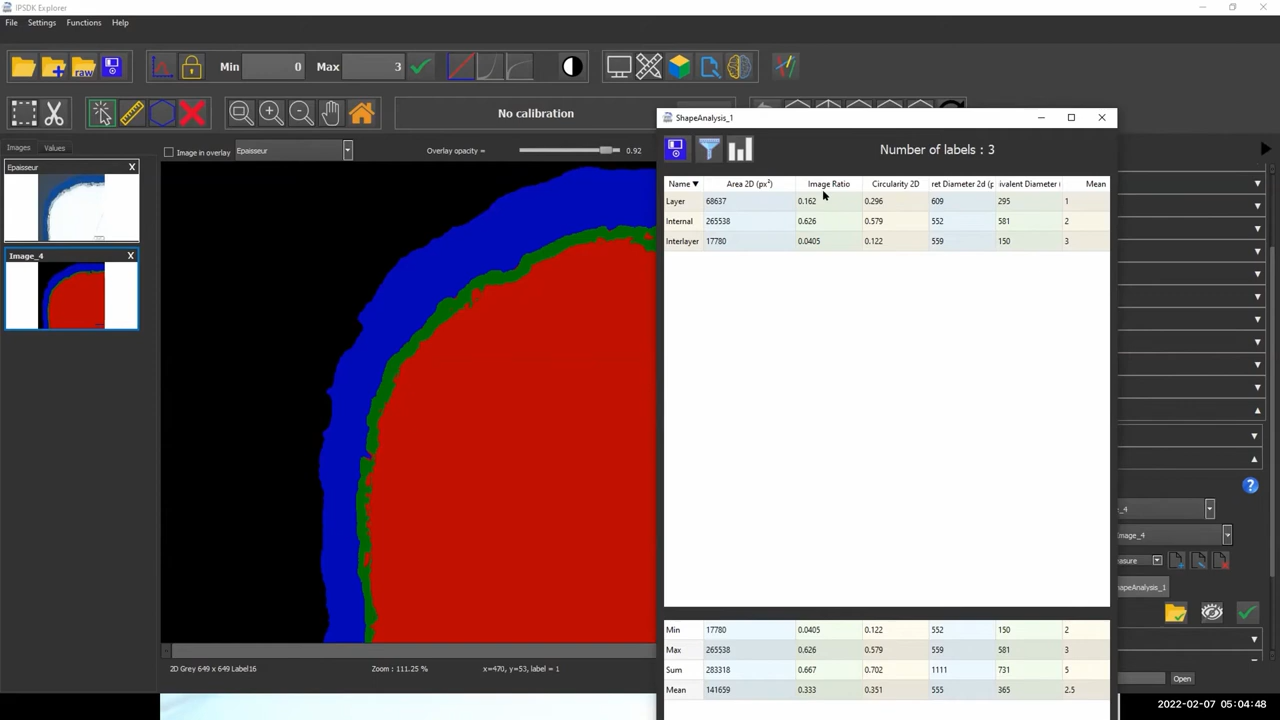 IPSDK Explorer
File Settings Functions Help
raw Min 0 Max 3
No calibration
Images Values
Image in overlay Epaisseur Overlay opacity = 0.92
Epaisseur
Image_4
ShapeAnalysis_1
Number of labels : 3
Name Area 2D (px²) Image Ratio Circularity 2D ret Diameter 2d (p ivalent Diameter ( Mean
Layer 68637 0.162 0.296 609 295 1
Internal 265538 0.626 0.579 552 581 2
Interlayer 17780 0.0405 0.122 559 150 3
_4
mage_4
asure
hapeAnalysis_1
Min 17780 0.0405 0.122 552 150 2
Max 265538 0.626 0.579 559 581 3
Sum 283318 0.667 0.702 1111 731 5
Mean 141659 0.333 0.351 555 365 2.5
Open
2D Grey 649 x 649 Label16 Zoom : 111.25 % x=470, y=53, label = 1
2022-02-07 05:04:48